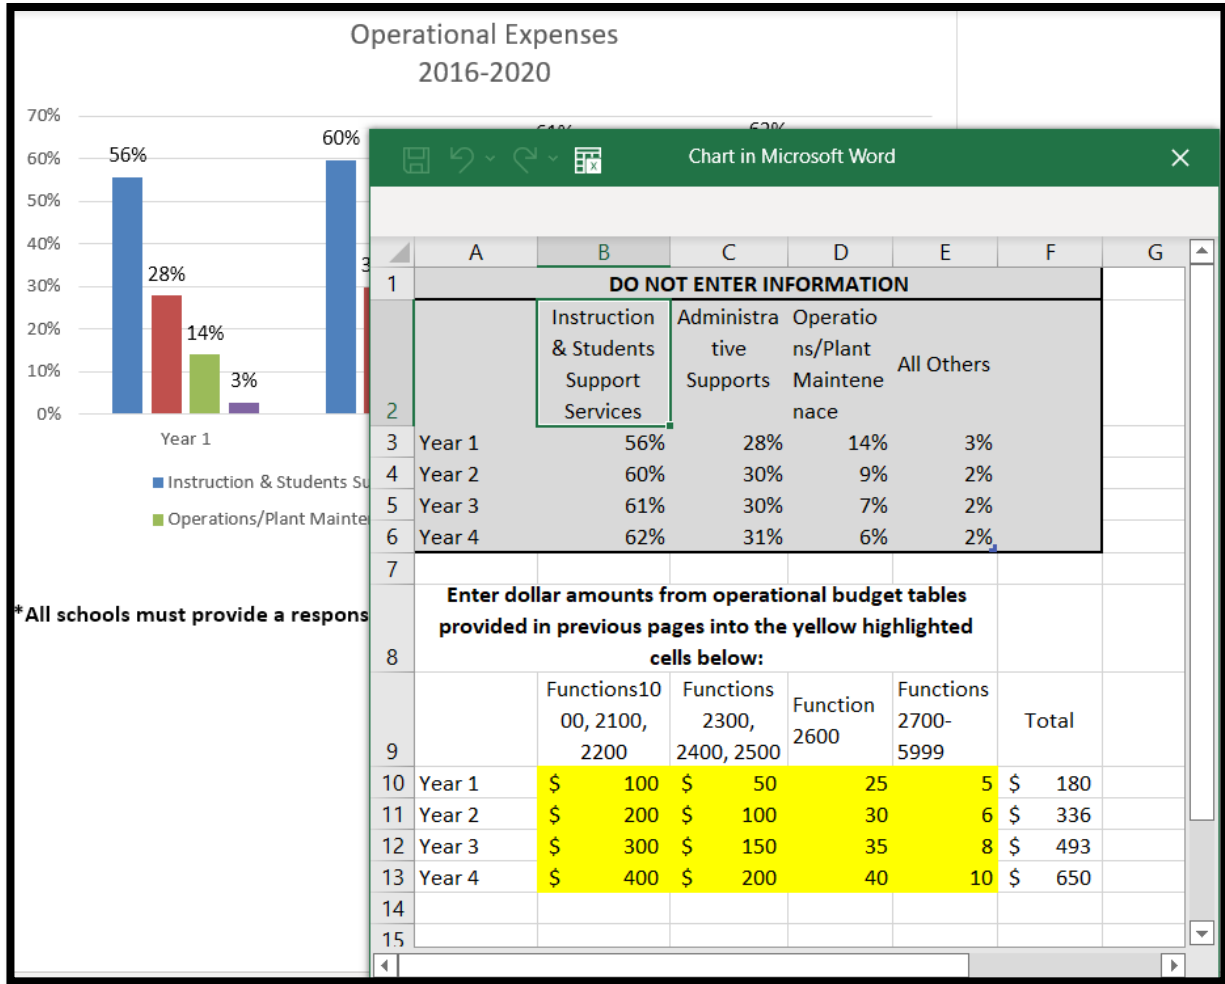 Operational Expenses
2016-2020
70%
60%
50%
40%
30%
20%
10%
0%
56%
28%
14%
3%
60%
61%
62%
Year 1
Instruction & Students Su
Operations/Plant Mainte
*All schools must provide a respons
Chart in Microsoft Word
A B C D E F G
1 DO NOT ENTER INFORMATION
Instruction Administra Operatio
& Students tive ns/Plant
Support Supports Maintene All Others
2 Services nace
3 Year 1 56% 28% 14% 3%
4 Year 2 60% 30% 9% 2%
5 Year 3 61% 30% 7% 2%
6 Year 4 62% 31% 6% 2%
7
Enter dollar amounts from operational budget tables
provided in previous pages into the yellow highlighted
8 cells below:
Functions10 Functions Function Functions
00, 2100, 2300, 2600 2700- Total
9 2200 2400, 2500 5999
10 Year 1 $ 100 $ 50 25 5 $ 180
11 Year 2 $ 200 $ 100 30 6 $ 336
12 Year 3 $ 300 $ 150 35 8 $ 493
13 Year 4 $ 400 $ 200 40 10 $ 650
14
15